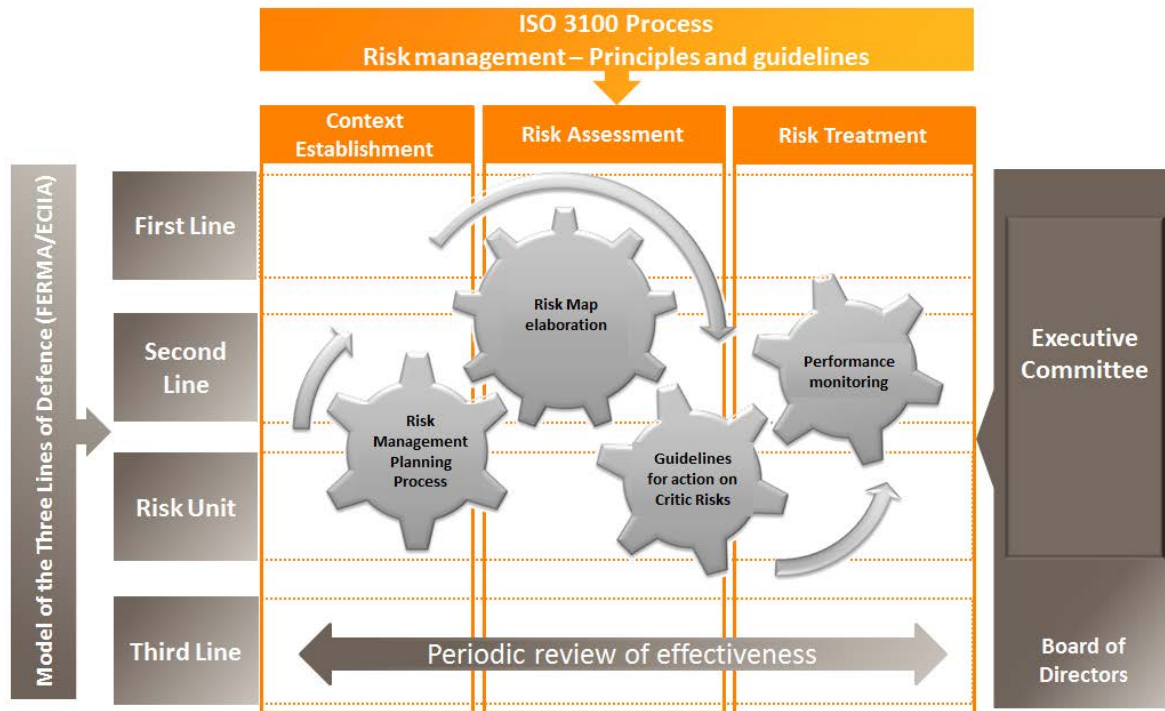 ISO 3100 Process
Risk management – Principles and guidelines
Context
Establishment
Risk Assessment
Risk Treatment
Model of the Three Lines of Defence (FERMA/ECIIA)
First Line
Second
Line
Risk Unit
Third Line
Risk Map
elaboration
Risk
Management
Planning
Process
Guidelines
for action on
Critic Risks
Performance
monitoring
Periodic review of effectiveness
Executive
Committee
Board of
Directors